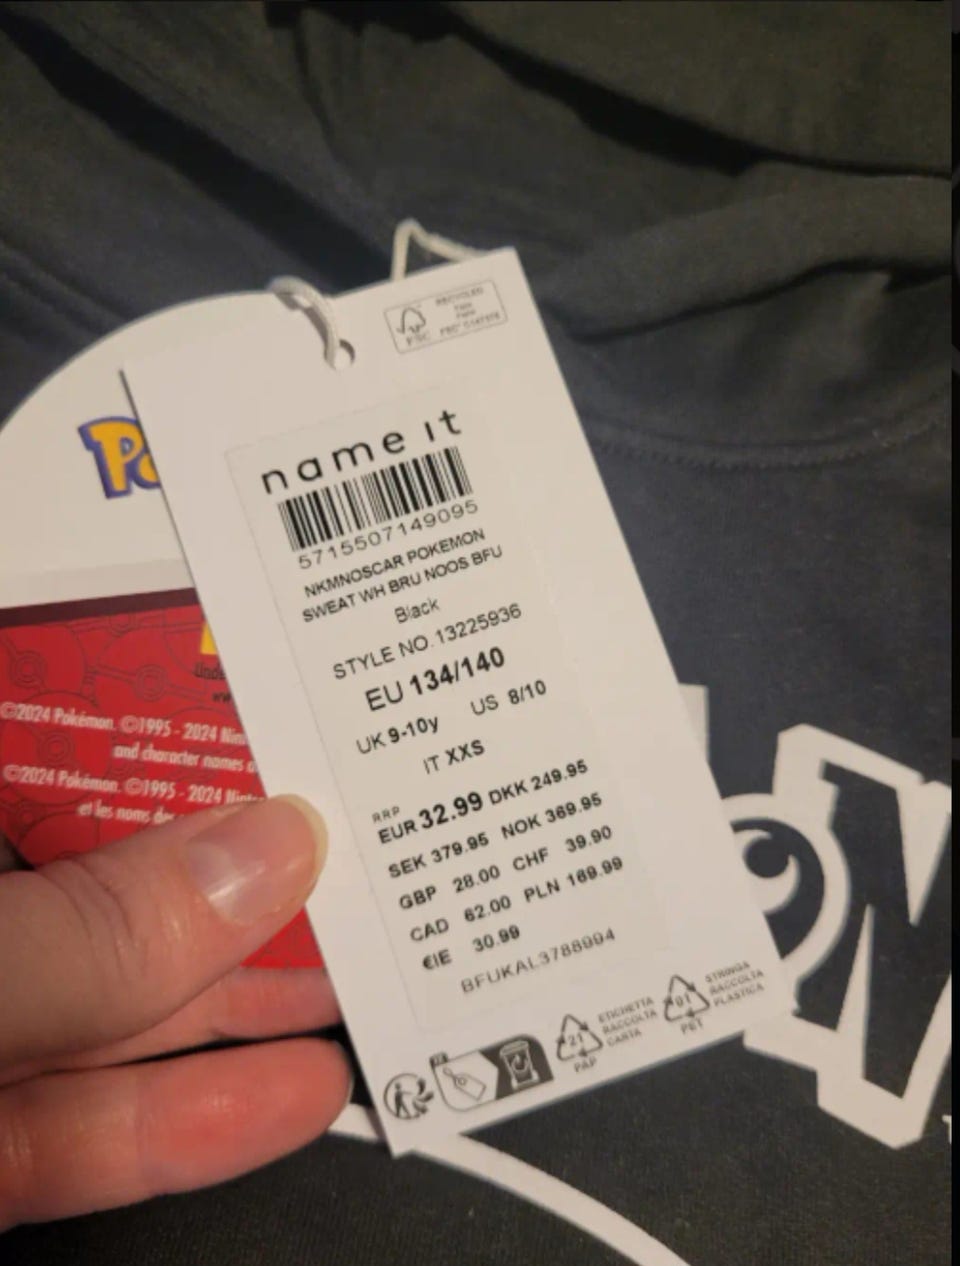 RECYCLED
FSC
name it
5715507149095
NKMNOSCAR POKEMON
SWEAT WH BRU NOOS BFU
Black
STYLE NO. 13225936
EU 134/140
UK 9-10y US 8/10
IT XXS
RRP
EUR 32.99 DKK 249.95
SEK 379.95 NOK 369.95
GBP 28.00 CHF 39.90
CAD 62.00 PLN 169.99
€IE 30.99
BFUKAL3788994
21
PAP
ETICHETTA
RACCOLTA
CARTA
01
PET
STRINGA
RACCOLTA
PLASTICA
©2024 Pokémon. ©1995 - 2024
and character names
©2024 Pokémon. ©1995 - 2024
et les noms
ON